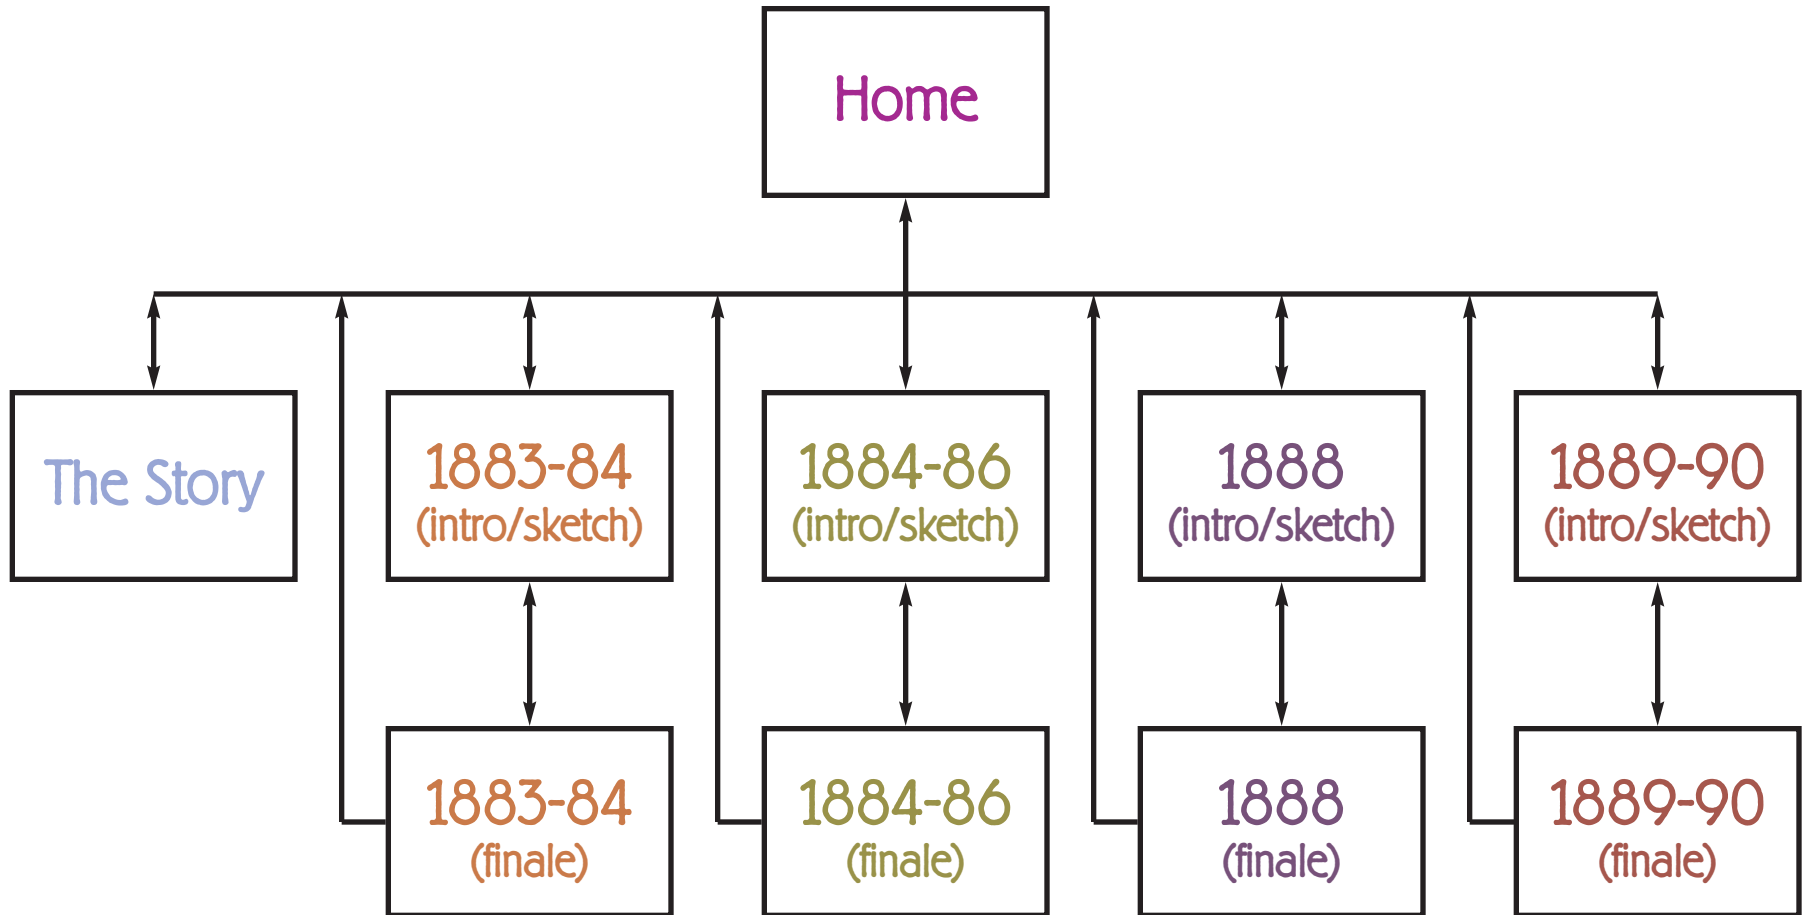 Home
The Story
1883-84
(intro/sketch)
1884-86
(intro/sketch)
1888
(intro/sketch)
1889-90
(intro/sketch)
1883-84
(finale)
1884-86
(finale)
1888
(finale)
1889-90
(finale)